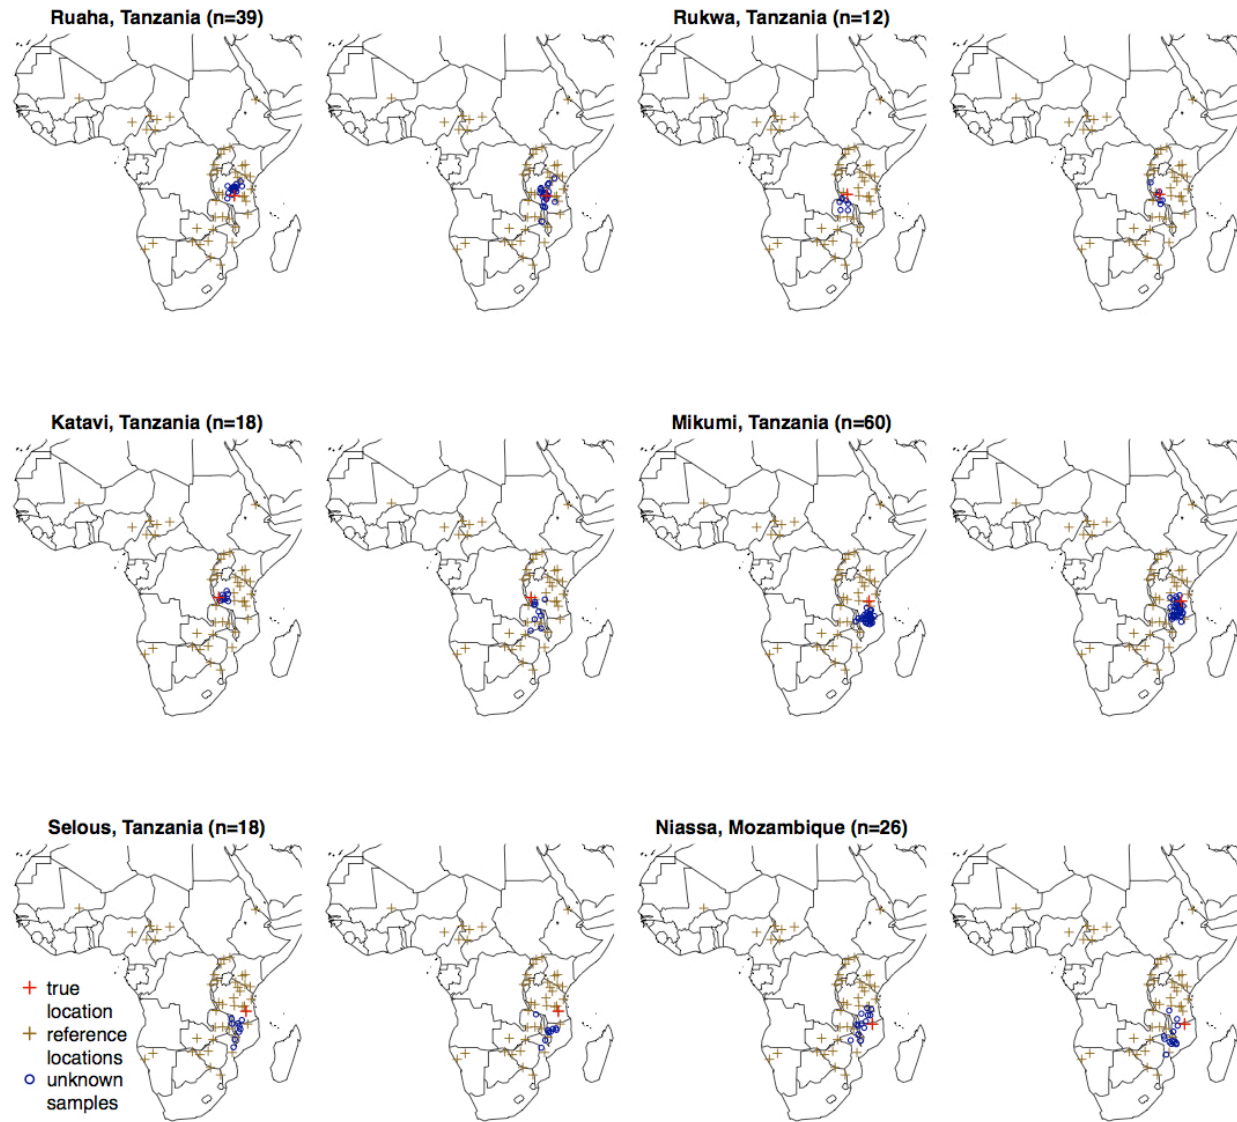 Ruaha, Tanzania (n=39)
Rukwa, Tanzania (n=12)
Katavi, Tanzania (n=18)
Mikumi, Tanzania (n=60)
Selous, Tanzania (n=18)
Niassa, Mozambique (n=26)
true
location
reference
locations
unknown
samples